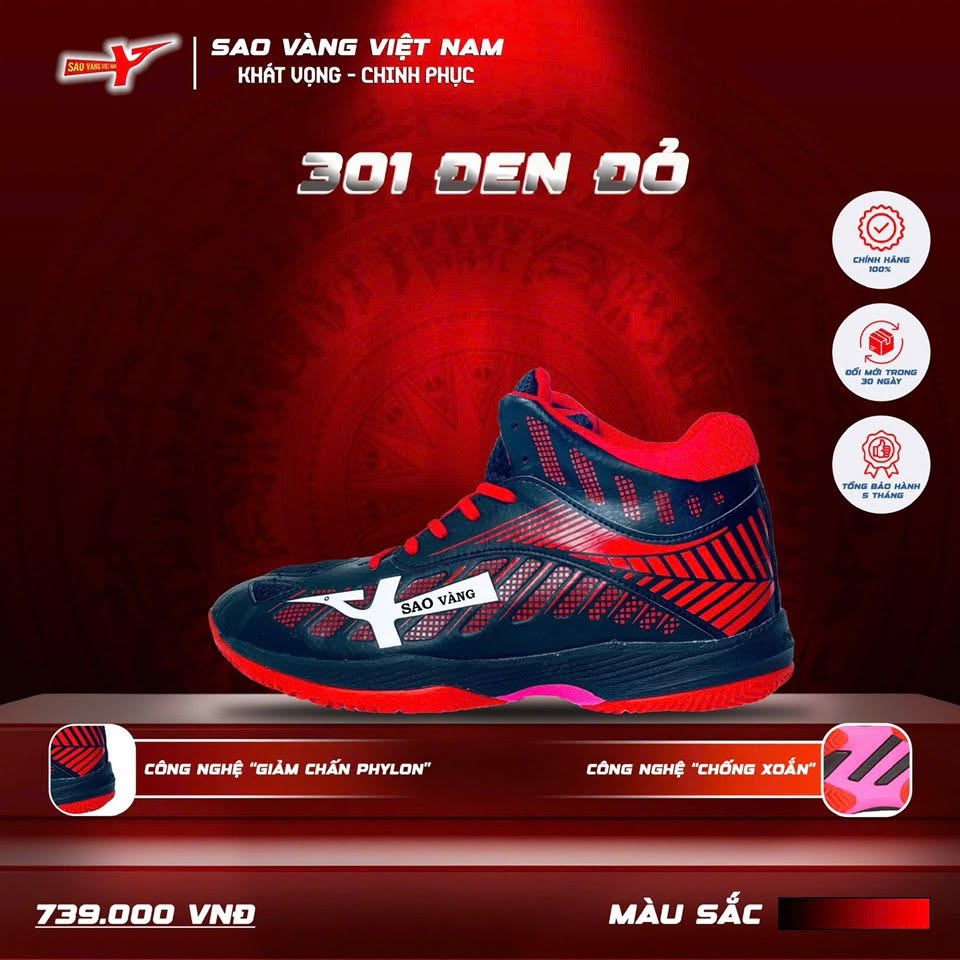 SAO VÀNG VIỆT NAM
SAO VÀNG VIỆT NAM
KHÁT VỌNG - CHINH PHỤC
301 ĐEN ĐỎ
CHÍNH HÃNG
100%
ĐỔI MỚI TRONG
30 NGÀY
TỔNG BẢO HÀNH
5 THÁNG
SAO VÀNG
CÔNG NGHỆ “GIẢM CHẤN PHYLON”
CÔNG NGHỆ “CHỐNG XOẮN”
739.000 VNĐ
MÀU SẮC